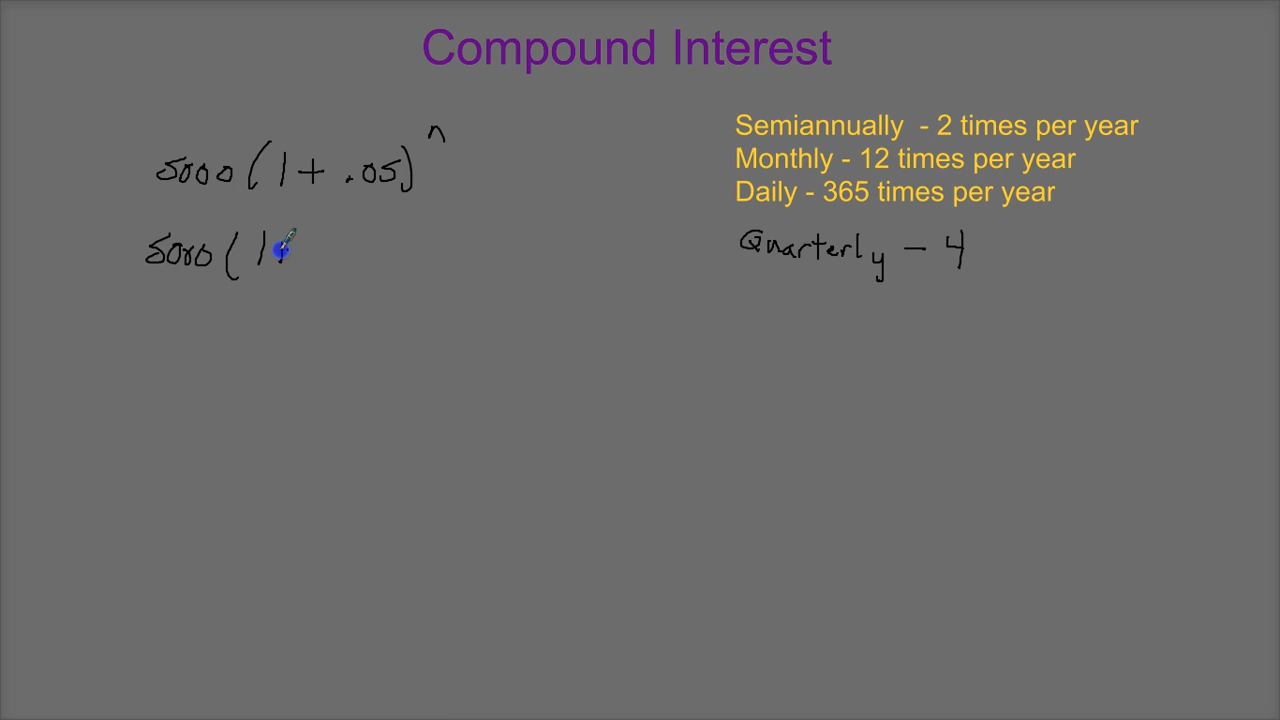 Compound Interest
5000(1+ .05)^n
5000(1+
Semiannually - 2 times per year
Monthly - 12 times per year
Daily - 365 times per year
Quarterly - 4